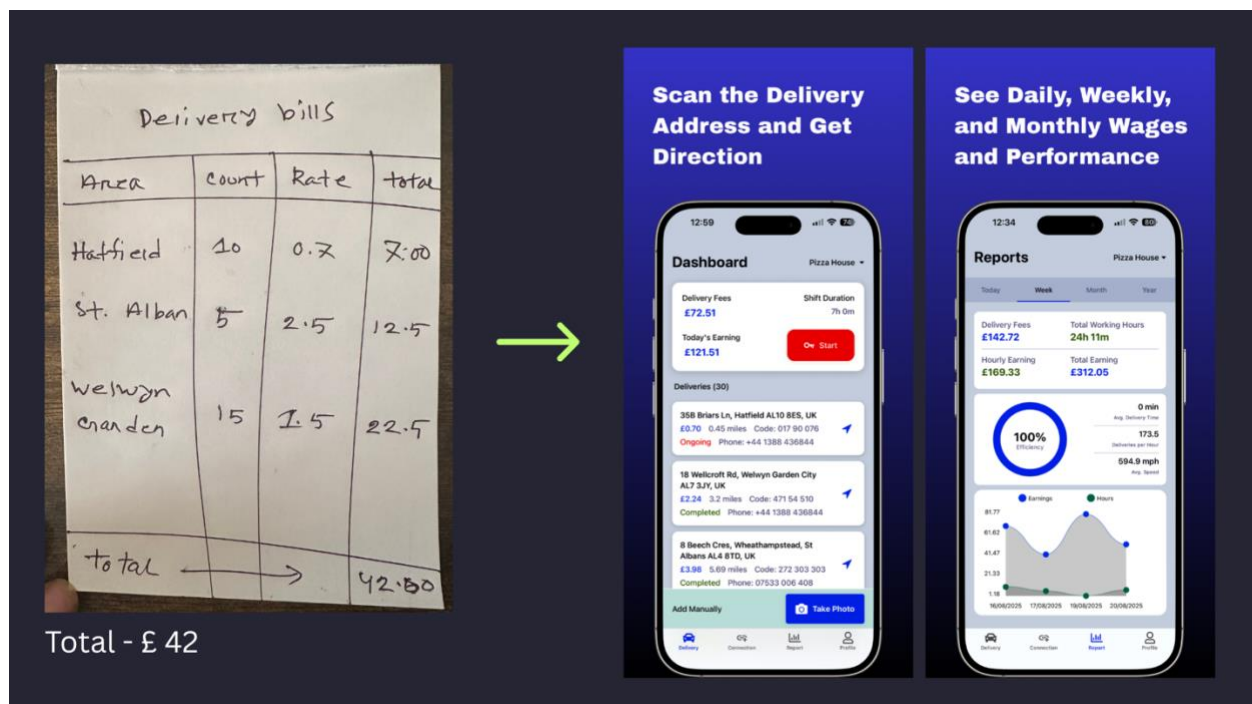 Delivery bills
Area Count Rate total
Hatfield 10 0.7 7.00
St. Alban 5 2.5 12.5
Welwyn
Granden 15 1.5 22.5
Total 42.00
Total - £ 42
Scan the Delivery
Address and Get
Direction
12:59
Dashboard Pizza House
Delivery Fees Shift Duration
£72.51 7h 0m
Today's Earning
£121.51 Start
Deliveries (30)
35B Briars Ln, Hatfield AL10 8ES, UK
£0.70 0.45 miles Code: 017 90 076
Ongoing Phone: +44 1388 436844
18 Wellcroft Rd, Welwyn Garden City
AL7 3JY, UK
£2.24 3.2 miles Code: 471 54 510
Completed Phone: +44 1388 436844
8 Beech Cres, Wheathampstead, St
Albans AL4 8TD, UK
£3.98 5.69 miles Code: 272 303 303
Completed Phone: 07533 006 408
Add Manually Take Photo
Delivery Connection Report Profile
See Daily, Weekly,
and Monthly Wages
and Performance
12:34
Reports Pizza House
Today Week Month Year
Delivery Fees Total Working Hours
£142.72 24h 11m
Hourly Earning Total Earning
£169.33 £312.05
0 min
Avg. Delivery Time
100%
Efficiency
173.5
Deliveries per Hour
594.9 mph
Avg. Speed
Earnings Hours
81.77
61.62
41.47
21.33
1.18
16/08/2025 17/08/2025 19/08/2025 20/08/2025
Delivery Connection Report Profile